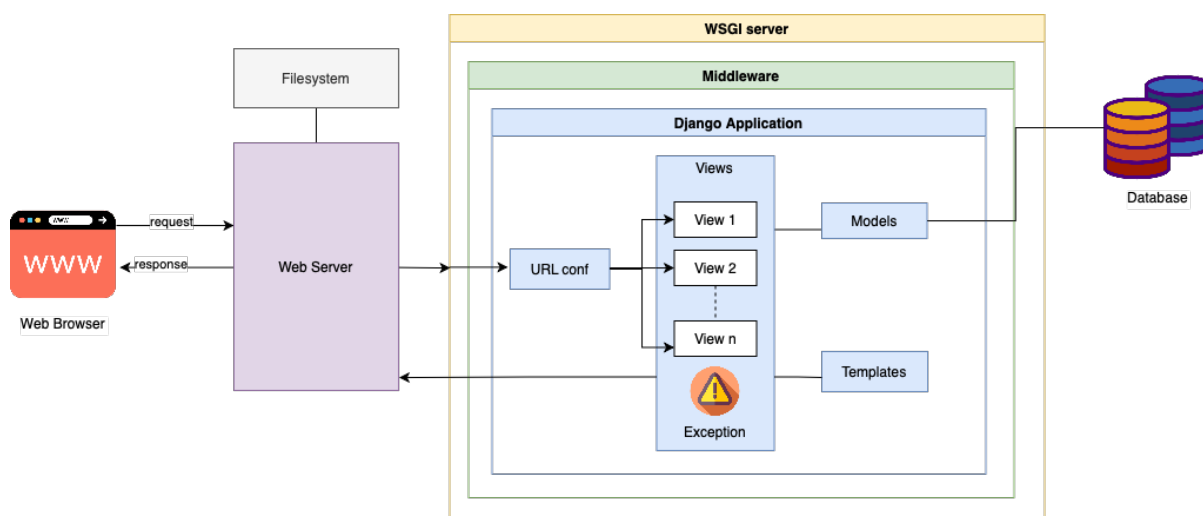 WSGI server
Filesystem
Middleware
Django Application
Views
Database
www
request
View 1
Models
WWW
response
Web Server
URL conf
View 2
Web Browser
View n
Templates
Exception